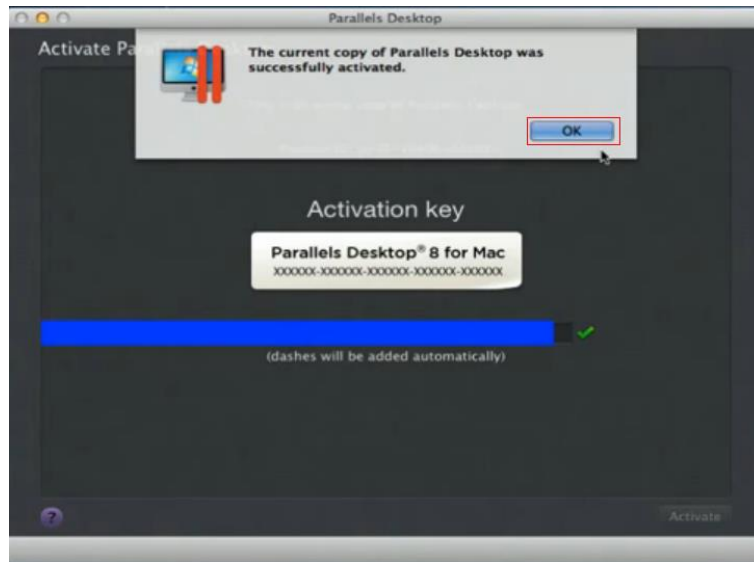 Parallels Desktop
Activate Pa
The current copy of Parallels Desktop was
successfully activated.
OK
Activation key
Parallels Desktop® 8 for Mac
XXXXXX-XXXXXX-XXXXXX-XXXXXX-XXXXXX
(dashes will be added automatically)
?
Activate